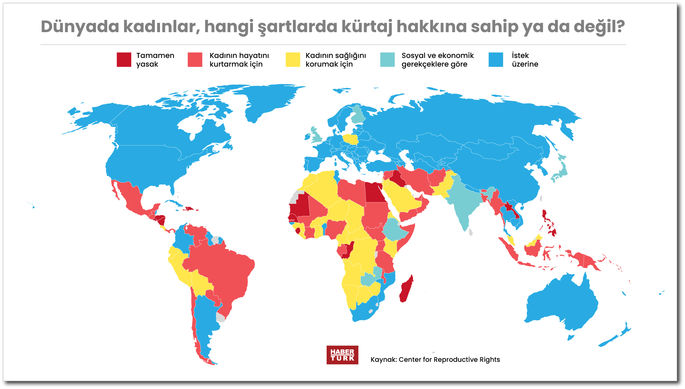 Dünyada kadınlar, hangi şartlarda kürtaj hakkına sahip ya da değil?
Tamamen
yasak
Kadının hayatını
kurtarmak için
Kadının sağlığını
korumak için
Sosyal ve ekonomik
gerekçeklere göre
İstek
üzerine
HABER
TÜRK
Kaynak: Center for Reproductive Rights